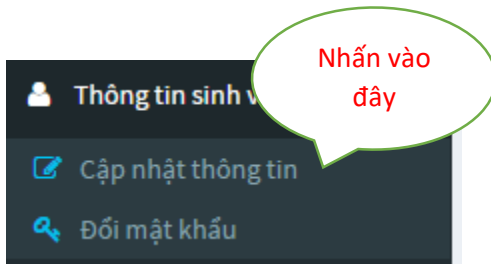 Nhấn vào
đây
Thông tin sinh
Cập nhật thông tin
Đổi mật khẩu